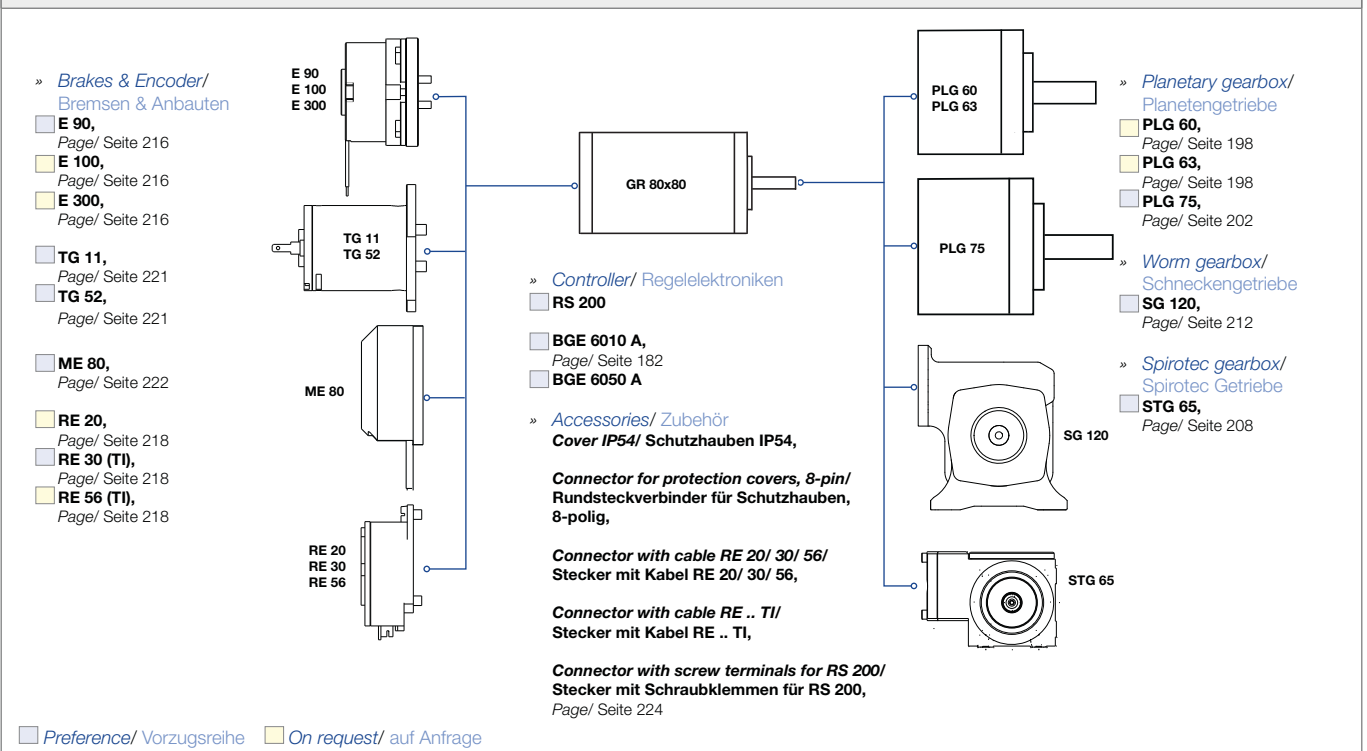 » Brakes & Encoder/
Bremsen & Anbauten
E 90,
Page/ Seite 216
E 100,
Page/ Seite 216
E 300,
Page/ Seite 216
TG 11,
Page/ Seite 221
TG 52,
Page/ Seite 221
ME 80,
Page/ Seite 222
RE 20,
Page/ Seite 218
RE 30 (TI),
Page/ Seite 218
RE 56 (TI),
Page/ Seite 218
E 90
E 100
E 300
TG 11
TG 52
ME 80
RE 20
RE 30
RE 56
GR 80x80
» Controller/ Regelelektroniken
RS 200
BGE 6010 A,
Page/ Seite 182
BGE 6050 A
» Accessories/ Zubehör
Cover IP54/ Schutzhauben IP54,
Connector for protection covers, 8-pin/
Rundsteckverbinder für Schutzhauben,
8-polig,
Connector with cable RE 20/ 30/ 56/
Stecker mit Kabel RE 20/ 30/ 56,
Connector with cable RE .. TI/
Stecker mit Kabel RE .. TI,
Connector with screw terminals for RS 200/
Stecker mit Schraubklemmen für RS 200,
Page/ Seite 224
PLG 60
PLG 63
PLG 75
SG 120
STG 65
» Planetary gearbox/
Planetengetriebe
PLG 60,
Page/ Seite 198
PLG 63,
Page/ Seite 198
PLG 75,
Page/ Seite 202
» Worm gearbox/
Schneckengetriebe
SG 120,
Page/ Seite 212
» Spirotec gearbox/
Spirotec Getriebe
STG 65,
Page/ Seite 208
Preference/ Vorzugsreihe On request/ auf Anfrage